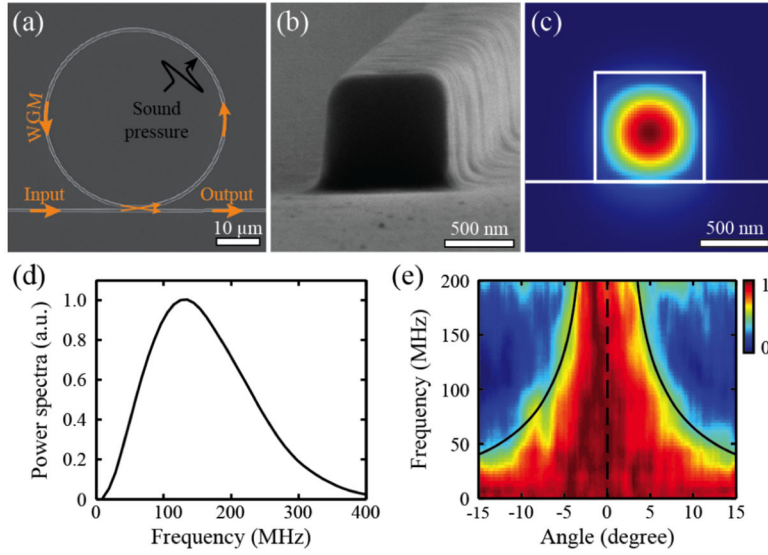 (a)
WGM
Sound
pressure
Input
Output
10 μm
(b)
500 nm
(c)
500 nm
(d)
Power spectra (a.u.)
1.0
0.8
0.6
0.4
0.2
0
0
100
200
300
400
Frequency (MHz)
(e)
Frequency (MHz)
200
150
100
50
0
-15
-10
-5
0
5
10
15
Angle (degree)
1
0